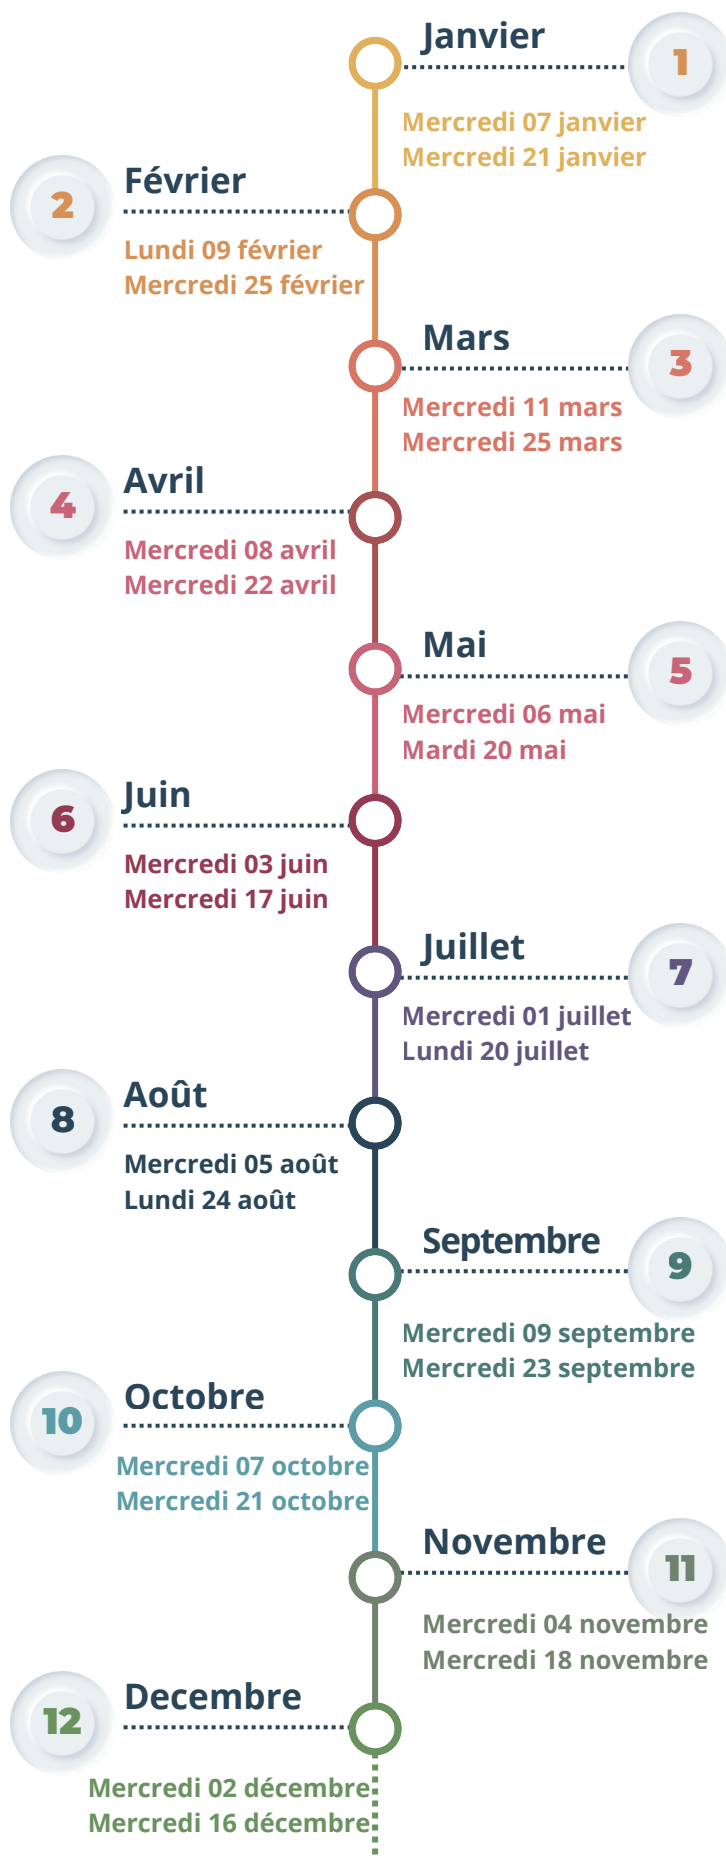 Janvier
1
Mercredi 07 janvier
Mercredi 21 janvier
Février
2
Lundi 09 février
Mercredi 25 février
Mars
3
Mercredi 11 mars
Mercredi 25 mars
Avril
4
Mercredi 08 avril
Mercredi 22 avril
Mai
5
Mercredi 06 mai
Mardi 20 mai
Juin
6
Mercredi 03 juin
Mercredi 17 juin
Juillet
7
Mercredi 01 juillet
Lundi 20 juillet
Août
8
Mercredi 05 août
Lundi 24 août
Septembre
9
Mercredi 09 septembre
Mercredi 23 septembre
Octobre
10
Mercredi 07 octobre
Mercredi 21 octobre
Novembre
11
Mercredi 04 novembre
Mercredi 18 novembre
Decembre
12
Mercredi 02 décembre
Mercredi 16 décembre